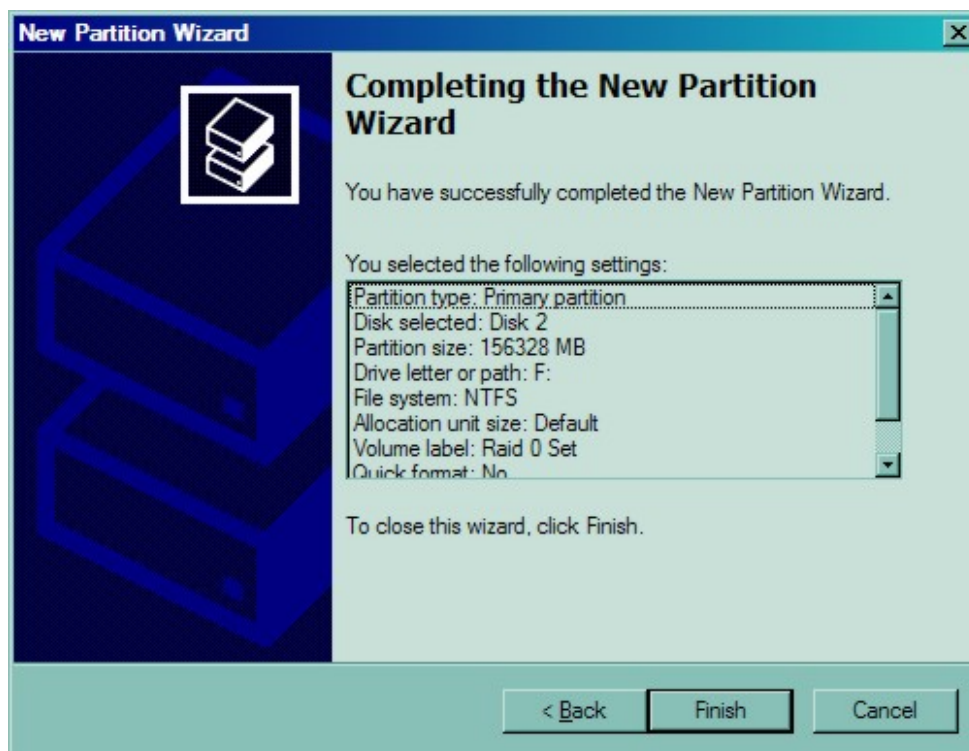 New Partition Wizard
Completing the New Partition
Wizard
You have successfully completed the New Partition Wizard.
You selected the following settings:
Partition type: Primary partition
Disk selected: Disk 2
Partition size: 156328 MB
Drive letter or path: F:
File system: NTFS
Allocation unit size: Default
Volume label: Raid 0 Set
Quick format: No
To close this wizard, click Finish.
< Back Finish Cancel